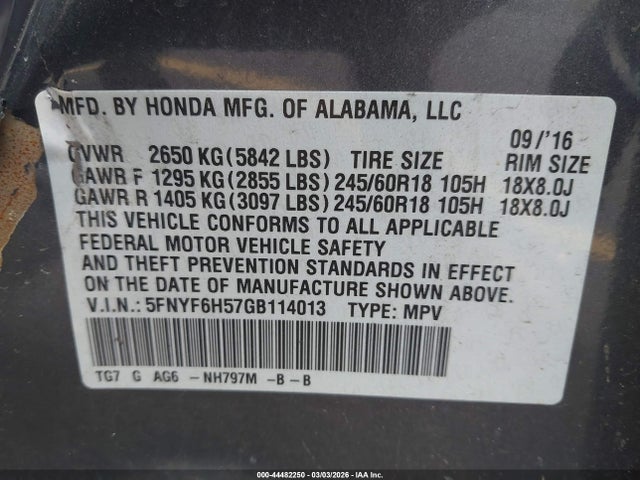 MFD. BY HONDA MFG. OF ALABAMA, LLC
09/'16
GVWR 2650 KG(5842 LBS) TIRE SIZE RIM SIZE
GAWR F 1295 KG(2855 LBS) 245/60R18 105H 18X8.0J
GAWR R 1405 KG(3097 LBS) 245/60R18 105H 18X8.0J
THIS VEHICLE CONFORMS TO ALL APPLICABLE
FEDERAL MOTOR VEHICLE SAFETY
AND THEFT PREVENTION STANDARDS IN EFFECT
ON THE DATE OF MANUFACTURE SHOWN ABOVE.
V.I.N.: 5FNYF6H57GB114013 TYPE: MPV
TG7 G AG6 -NH797M -B-B
000-44482250 - 03/03/2026 - IAA Inc.